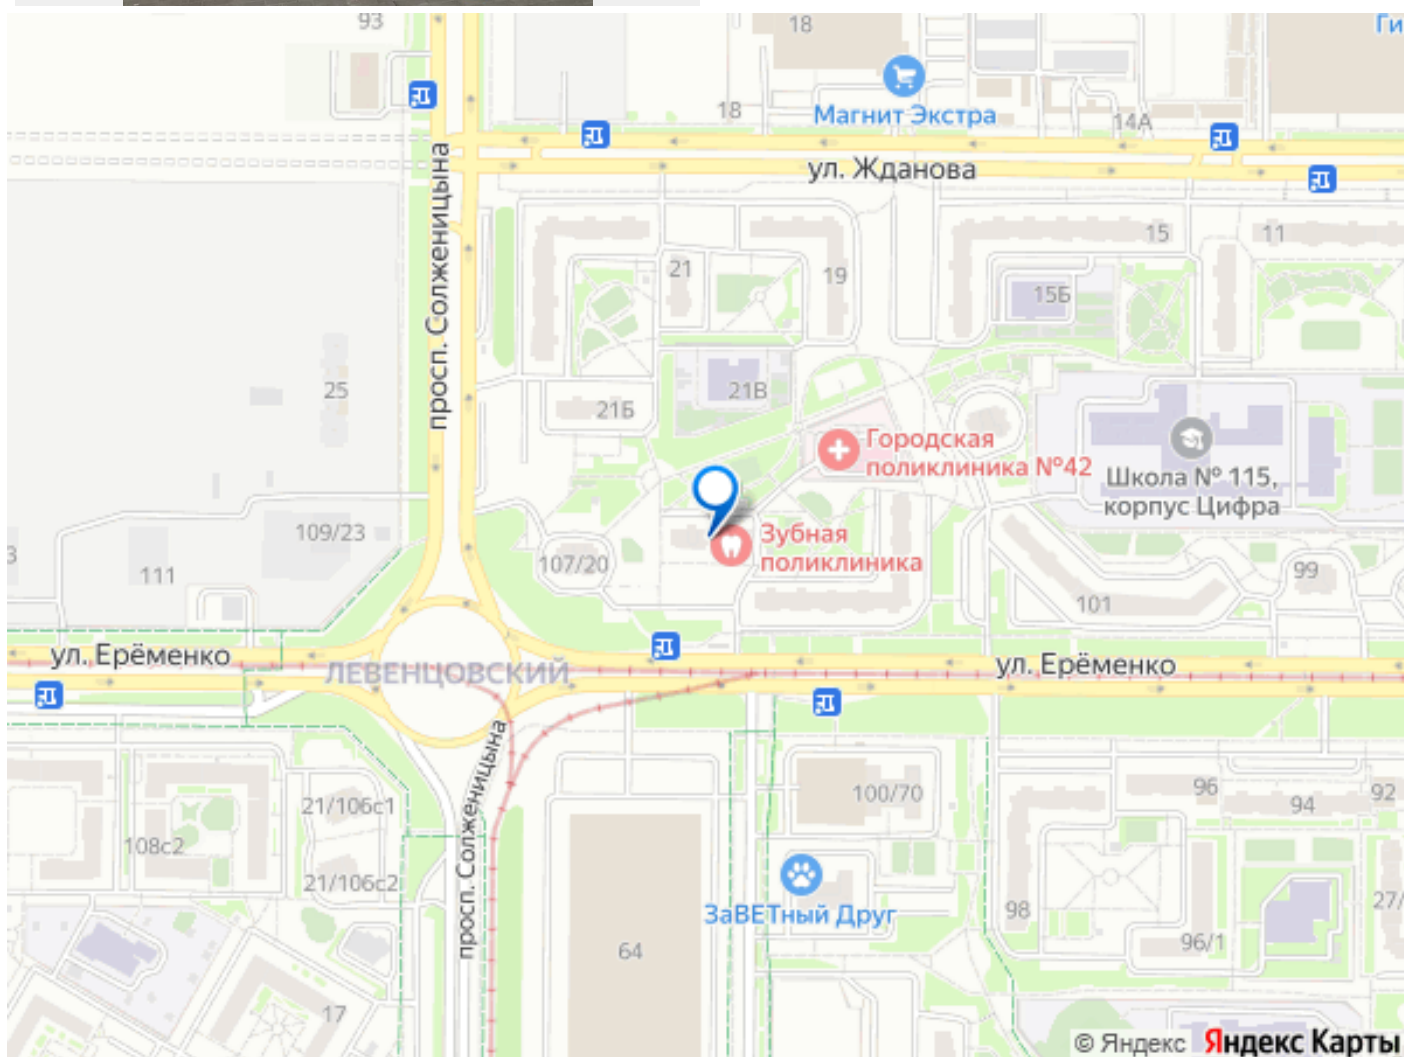 93
18
Ги
Магнит Экстра
18
14А
ул. Жданова
просп. Солженицына
15
11
21
19
15Б
25
21Б
21В
Городская
поликлиника №42
Школа № 115,
корпус Цифра
109/23
Зубная
поликлиника
3
111
107/20
99
101
ул. Ерёменко
ЛЕВЕНЦОВСКИЙ
ул. Ерёменко
просп. Солженицына
21/106с1
100/70
96
94
92
108с2
21/106с2
ЗаВЕТный Друг
98
27/
96/1
64
17
© Яндекс Яндекс Карты